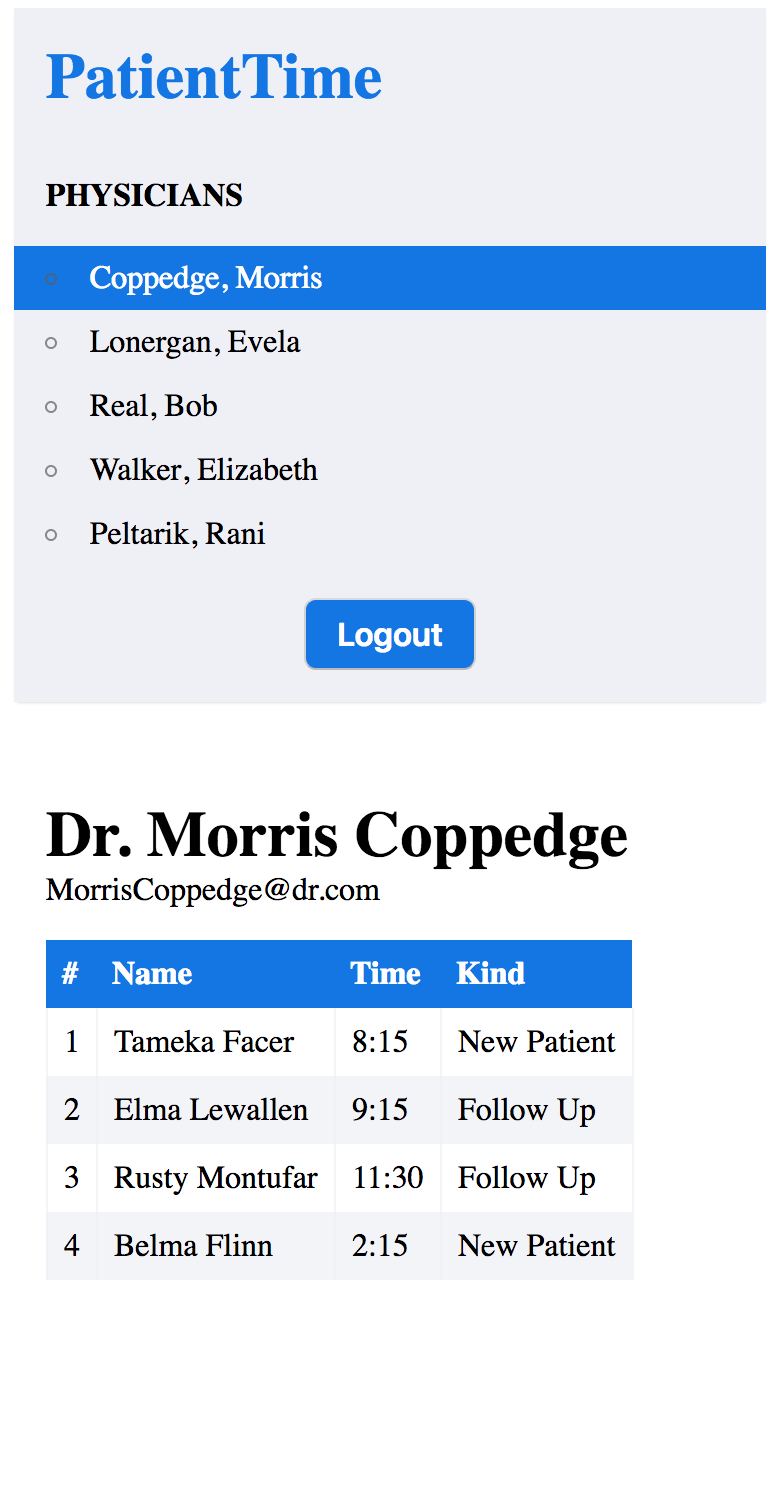 PatientTime
PHYSICIANS
Coppedge, Morris
Lonergan, Evela
Real, Bob
Walker, Elizabeth
Peltarik, Rani
Logout
Dr. Morris Coppedge
MorrisCoppedge@dr.com
# Name Time Kind
1 Tameka Facer 8:15 New Patient
2 Elma Lewallen 9:15 Follow Up
3 Rusty Montufar 11:30 Follow Up
4 Belma Flinn 2:15 New Patient